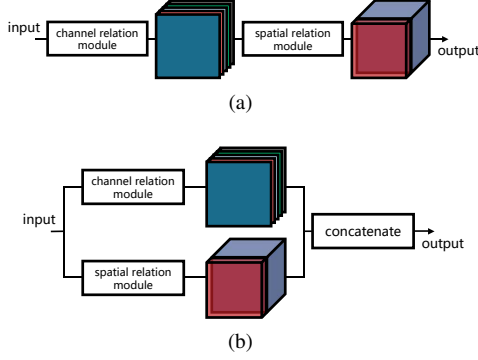 input
channel relation
module
spatial relation
module
output
(a)
channel relation
module
input
concatenate
output
spatial relation
module
(b)